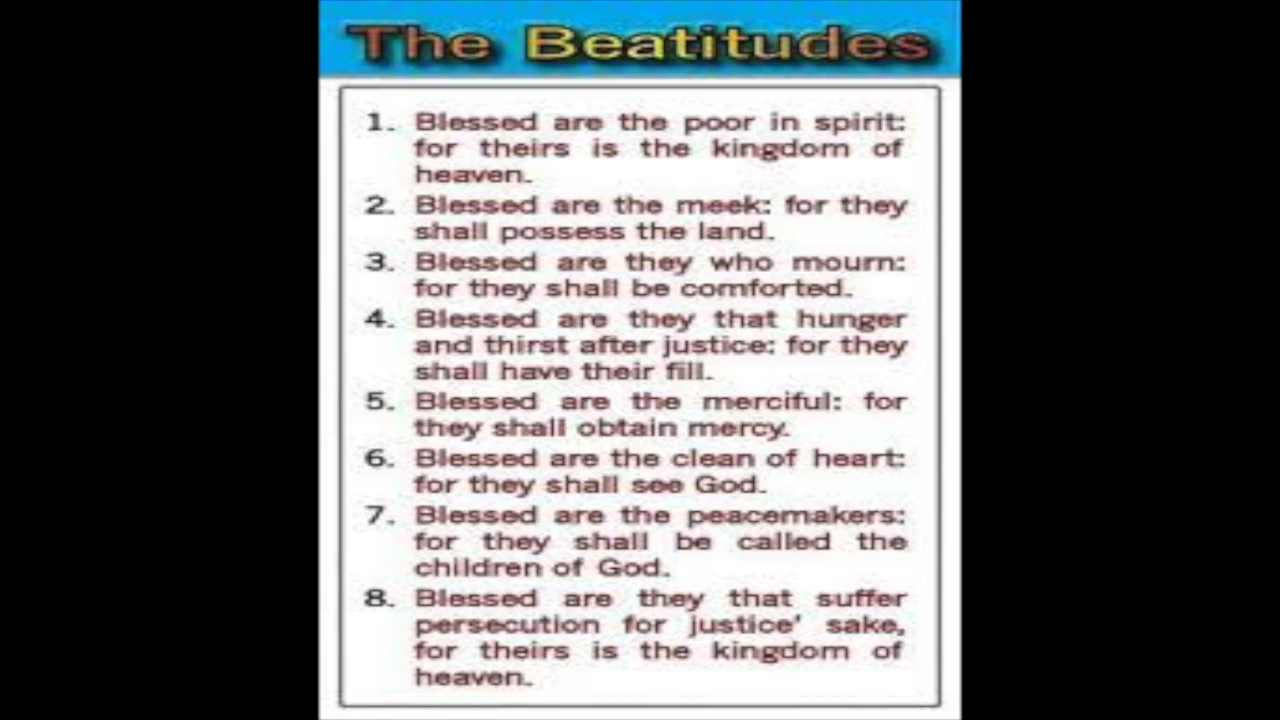 The Beatitudes
1. Blessed are the poor in spirit:
for theirs is the kingdom of
heaven.
2. Blessed are the meek: for they
shall possess the land.
3. Blessed are they who mourn:
for they shall be comforted.
4. Blessed are they that hunger
and thirst after justice: for they
shall have their fill.
5. Blessed are the merciful: for
they shall obtain mercy.
6. Blessed are the clean of heart:
for they shall see God.
7. Blessed are the peacemakers:
for they shall be called the
children of God.
8. Blessed are they that suffer
persecution for justice' sake,
for theirs is the kingdom of
heaven.